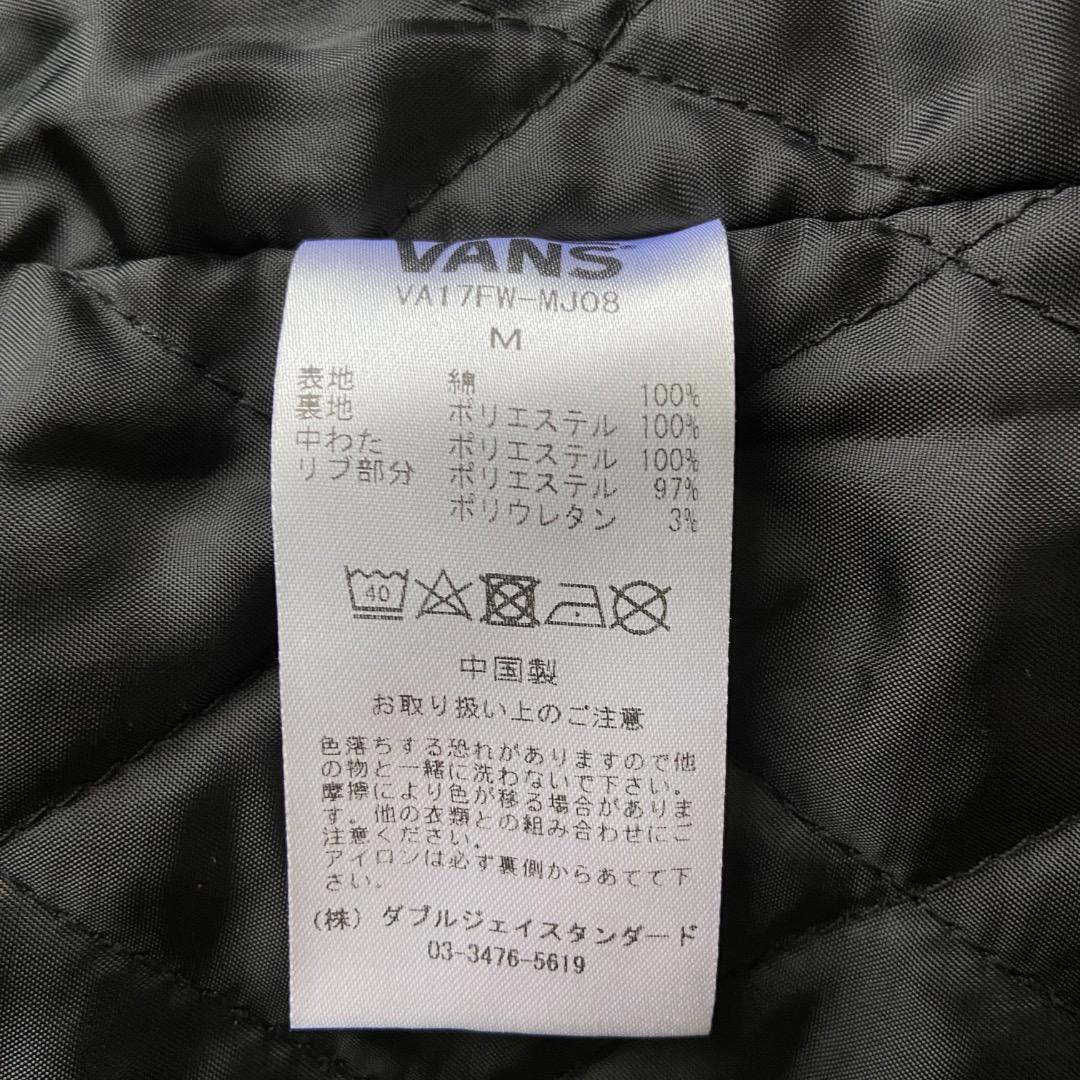 VANS
VA17FW-MJ08
M
表地 綿 100%
裏地 ポリエステル 100%
中わた ポリエステル 100%
リブ部分 ポリエステル 97%
ポリウレタン 3%
40
中国製
お取り扱い上のご注意
色落ちする恐れがありますので他
の物と一緒に洗わないで下さい。
摩擦により色が移る場合がありま
す。他の衣類との組み合わせにご
注意ください。
アイロンは必ず裏側からあてて下
さい。
(株) ダブルジェイスタンダード
03-3476-5619